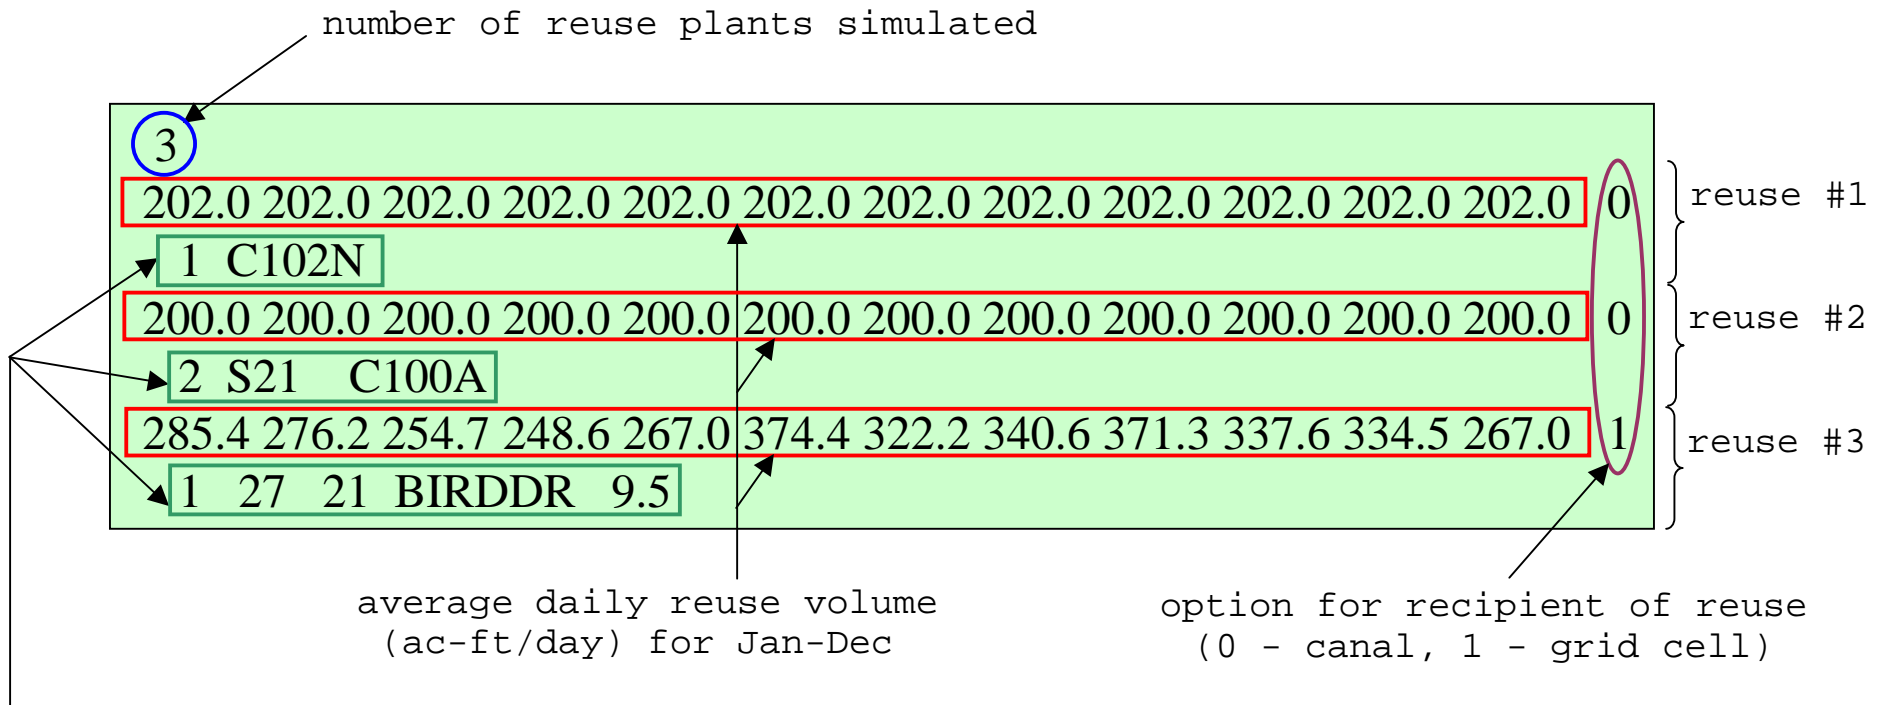 number of reuse plants simulated
3
202.0 202.0 202.0 202.0 202.0 202.0 202.0 202.0 202.0 202.0 202.0 202.0 0
reuse #1
1 C102N
200.0 200.0 200.0 200.0 200.0 200.0 200.0 200.0 200.0 200.0 200.0 200.0 0
reuse #2
2 S21 C100A
285.4 276.2 254.7 248.6 267.0 374.4 322.2 340.6 371.3 337.6 334.5 267.0 1
reuse #3
1 27 21 BIRDDR 9.5
average daily reuse volume
(ac-ft/day) for Jan-Dec
option for recipient of reuse
(0 - canal, 1 - grid cell)